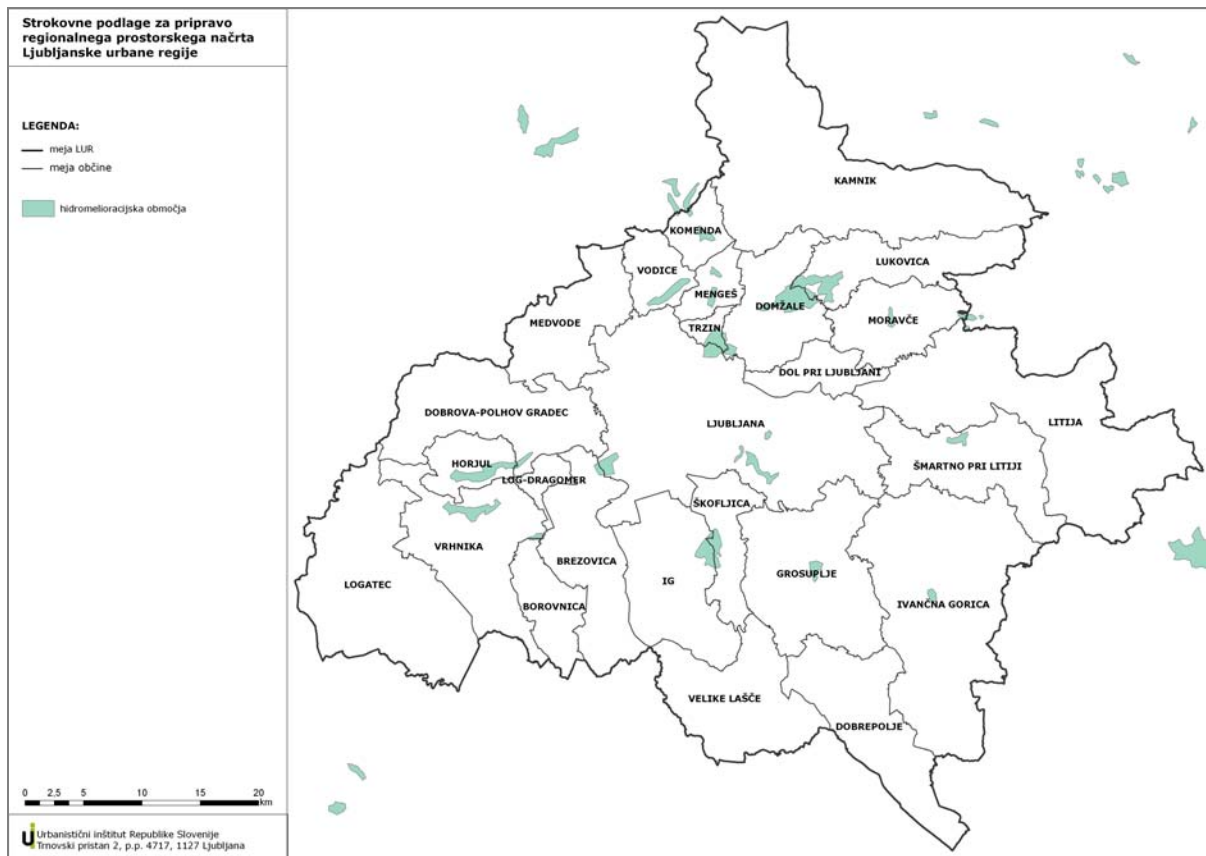 Strokovne podlage za pripravo
regionalnega prostorskega načrta
Ljubljanske urbane regije
LEGENDA:
meja LUR
meja občine
hidromelioracijska območja
KAMNIK
KOMENDA
LUKOVICA
VODICE
MENGEŠ
DOMŽALE
MEDVODE
MORAVČE
TRZIN
DOL PRI LJUBLJANI
DOBROVA-POLHOV GRADEC
LJUBLJANA
LITIJA
HORJUL
ŠMARTNO PRI LITIJI
LOG-DRAGOMER
ŠKOFLJICA
VRHNIKA
BREZOVICA
GROSUPLJE
LOGATEC
IG
IVANČNA GORICA
BOROVNICA
VELIKE LAŠČE
DOBREPOLJE
0 2,5 5 10 15 20
km
ui Urbanistični inštitut Republike Slovenije
Trnovski pristan 2, p.p. 4717, 1127 Ljubljana